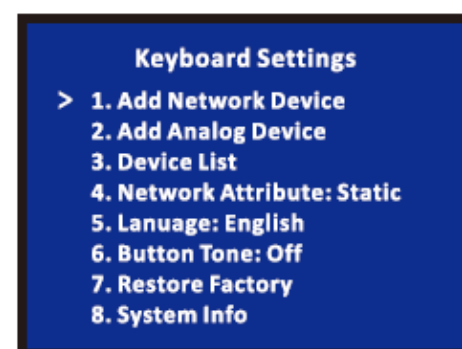 Keyboard Settings
> 1. Add Network Device
2. Add Analog Device
3. Device List
4. Network Attribute: Static
5. Lanuage: English
6. Button Tone: Off
7. Restore Factory
8. System Info